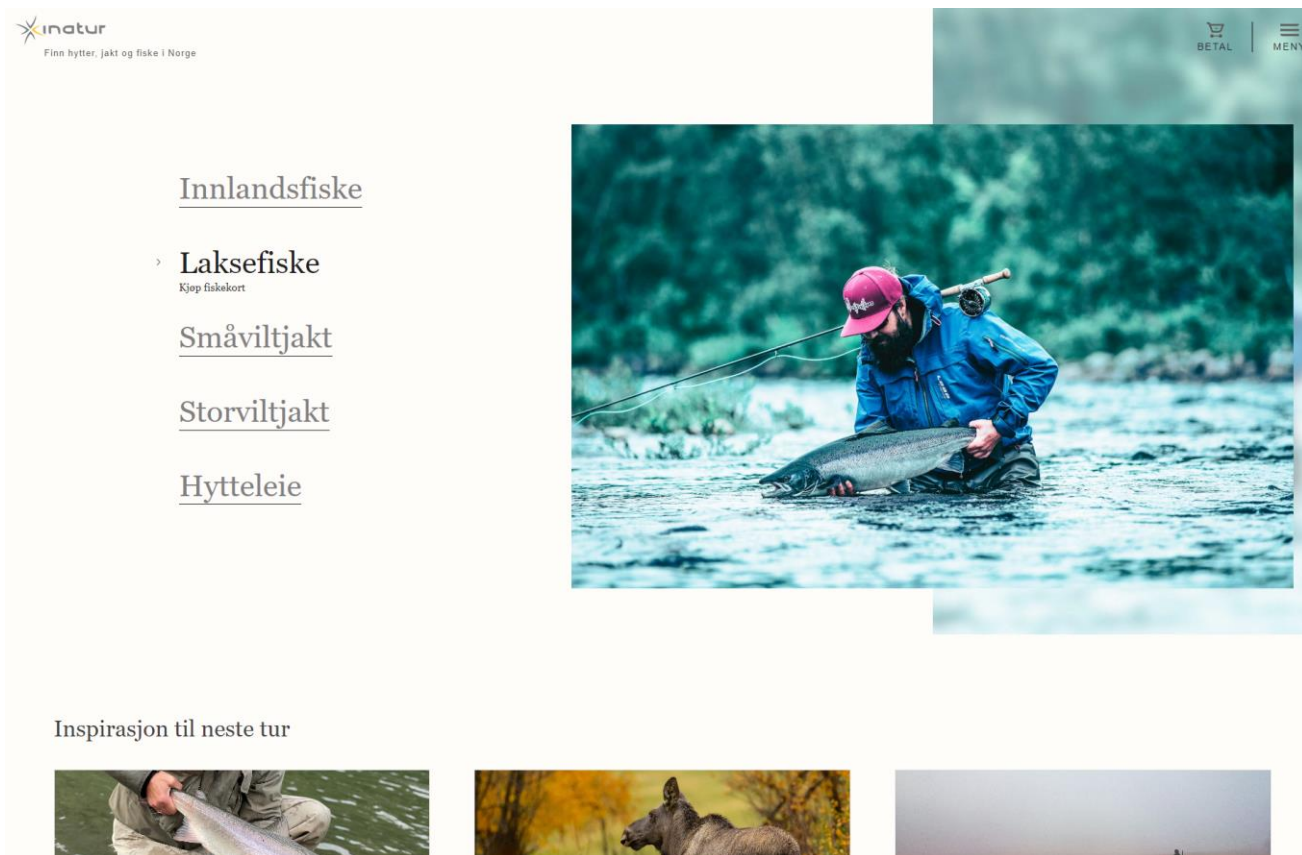 inatur
Finn hytter, jakt og fiske i Norge
BETAL
MENY
Innlandsfiske
Laksefiske
Kjøp fiskekort
Småviltjakt
Storviltjakt
Hytteleie
Inspirasjon til neste tur